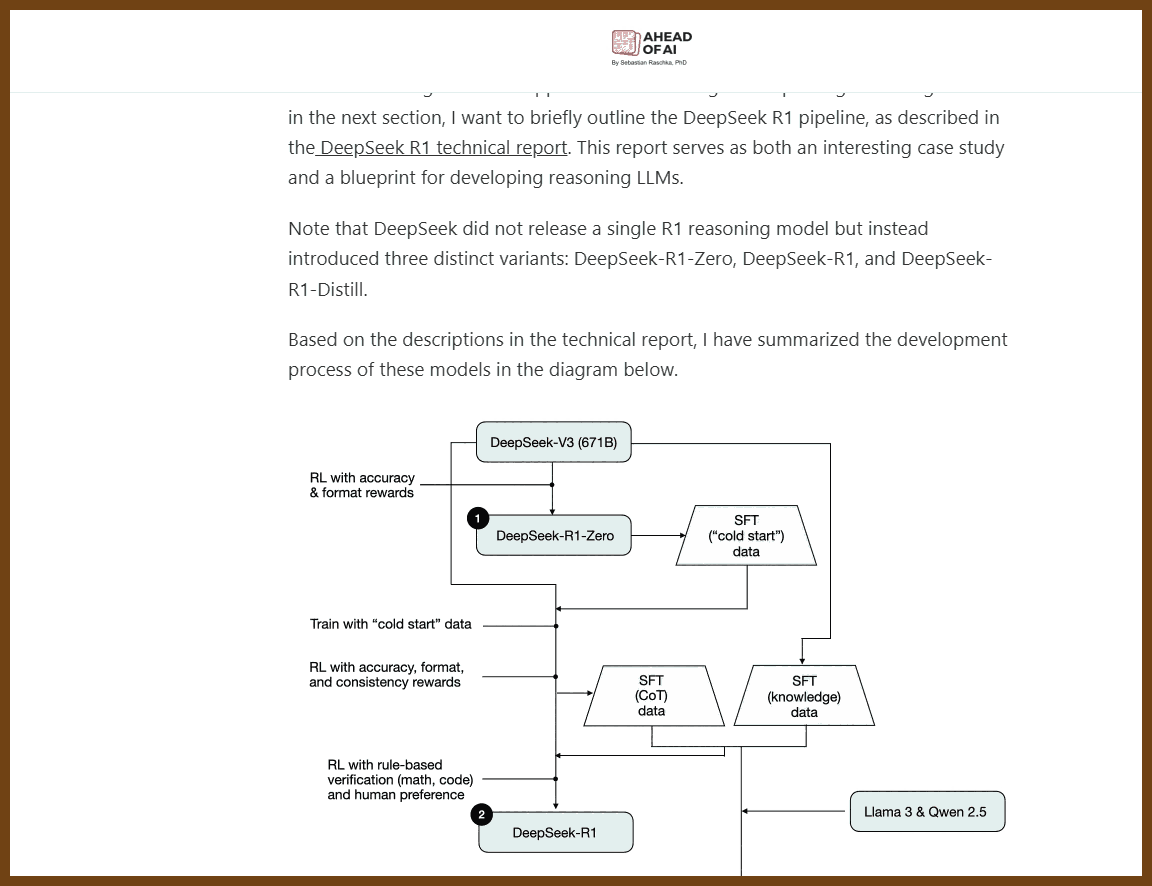 AHEAD
OF AI
By Sebastian Raschka, PhD
in the next section, I want to briefly outline the DeepSeek R1 pipeline, as described in
the DeepSeek R1 technical report. This report serves as both an interesting case study
and a blueprint for developing reasoning LLMs.
Note that DeepSeek did not release a single R1 reasoning model but instead
introduced three distinct variants: DeepSeek-R1-Zero, DeepSeek-R1, and DeepSeek-
R1-Distill.
Based on the descriptions in the technical report, I have summarized the development
process of these models in the diagram below.
DeepSeek-V3 (671B)
RL with accuracy
& format rewards
1
DeepSeek-R1-Zero
SFT
(“cold start”)
data
Train with “cold start” data
RL with accuracy, format,
and consistency rewards
SFT
(CoT)
data
SFT
(knowledge)
data
RL with rule-based
verification (math, code)
and human preference
2
DeepSeek-R1
Llama 3 & Qwen 2.5